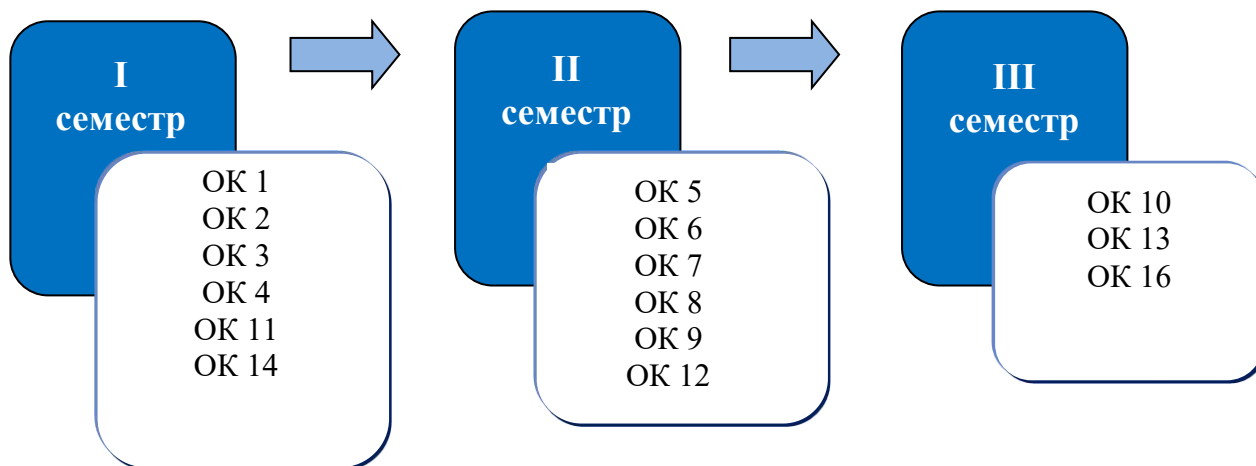 I
семестр
ОК 1
ОК 2
ОК 3
ОК 4
ОК 11
ОК 14
II
семестр
ОК 5
ОК 6
ОК 7
ОК 8
ОК 9
ОК 12
III
семестр
ОК 10
ОК 13
ОК 16